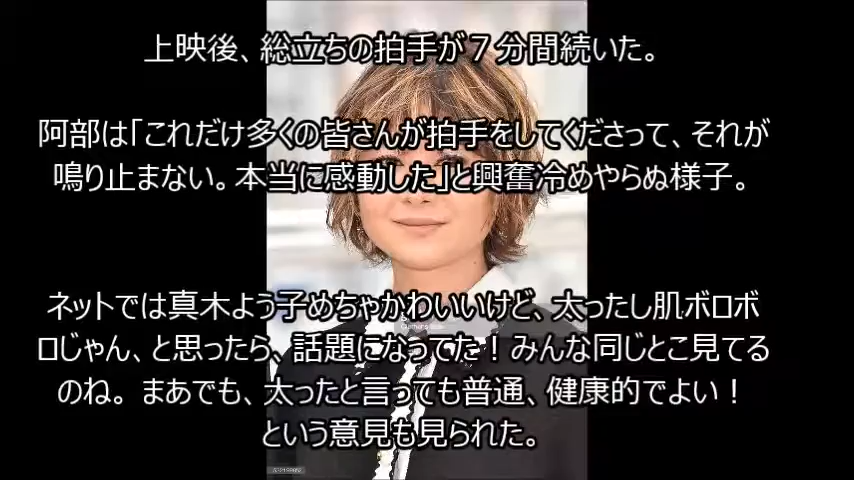 上映後、総立ちの拍手が７分間続いた。
阿部は「これだけ多くの皆さんが拍手をしてくださって、それが
鳴り止まない。本当に感動した」と興奮冷めやらぬ様子。
ネットでは真木よう子めちゃかわいいけど、太ったし肌ボロボ
ロじゃん、と思ったら、話題になってた！みんな同じとこ見てる
のね。まあでも、太ったと言っても普通、健康的でよい！
という意見も見られた。